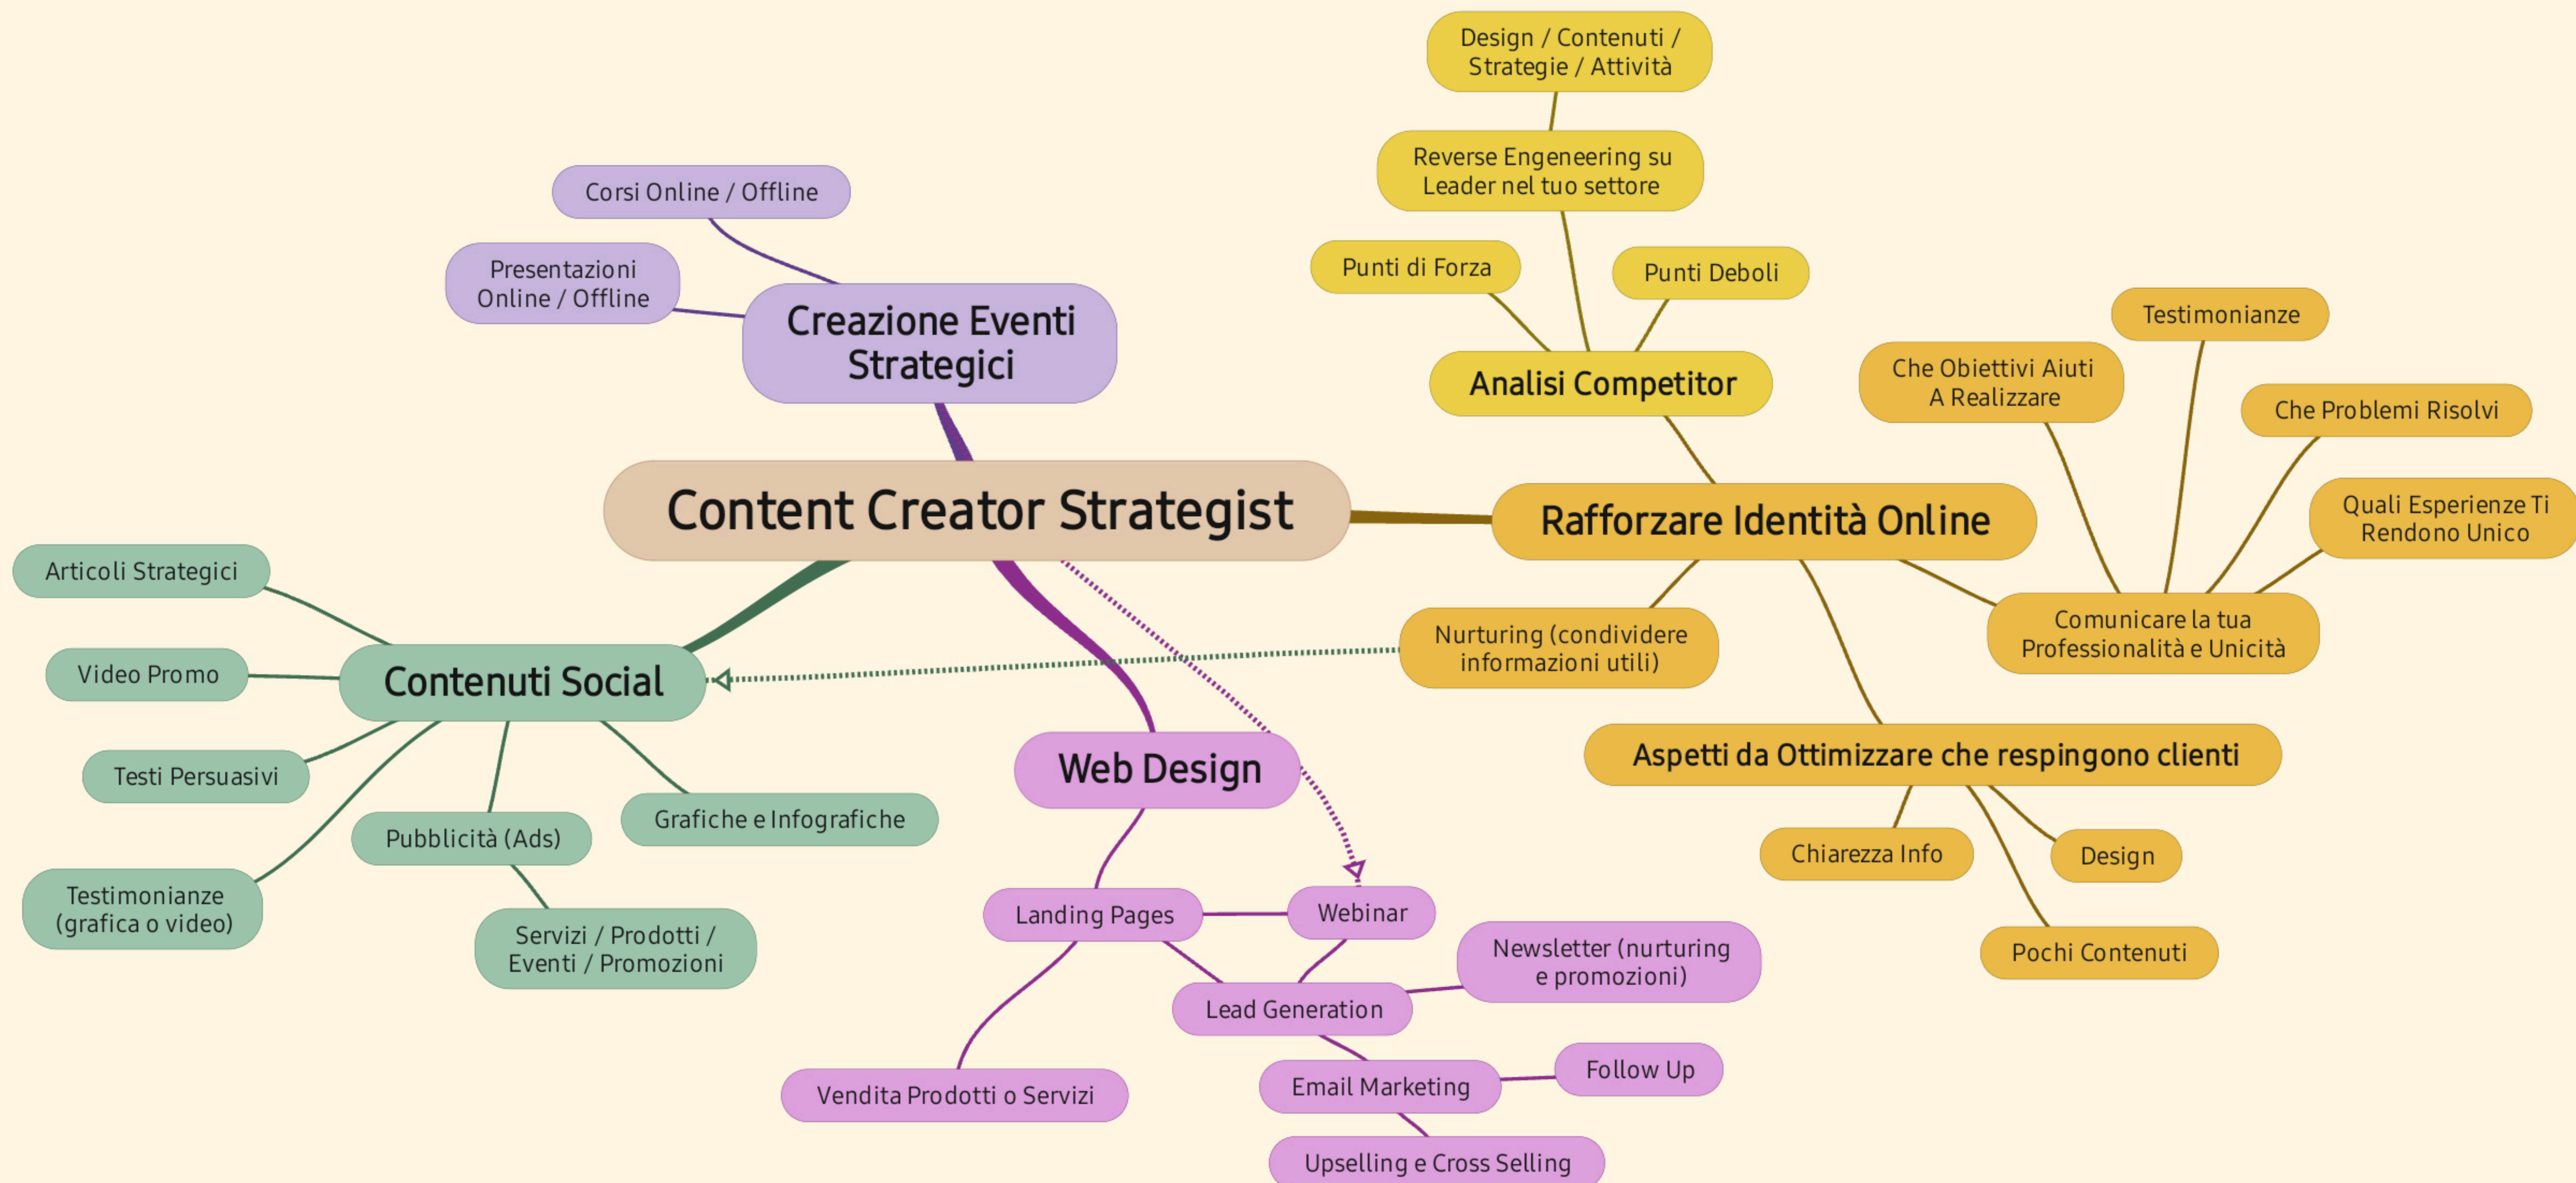 Design / Contenuti /
Strategie / Attività
Reverse Engeneering su
Leader nel tuo settore
Punti di Forza
Punti Deboli
Analisi Competitor
Corsi Online / Offline
Presentazioni
Online / Offline
Creazione Eventi
Strategici
Content Creator Strategist
Rafforzare Identità Online
Testimonianze
Che Obiettivi Aiuti
A Realizzare
Che Problemi Risolvi
Quali Esperienze Ti
Rendono Unico
Comunicare la tua
Professionalità e Unicità
Nurturing (condividere
informazioni utili)
Aspetti da Ottimizzare che respingono clienti
Chiarezza Info
Design
Pochi Contenuti
Articoli Strategici
Video Promo
Contenuti Social
Testi Persuasivi
Pubblicità (Ads)
Grafiche e Infografiche
Testimonianze
(grafica o video)
Servizi / Prodotti /
Eventi / Promozioni
Web Design
Landing Pages
Webinar
Newsletter (nurturing
e promozioni)
Lead Generation
Vendita Prodotti o Servizi
Email Marketing
Follow Up
Upselling e Cross Selling